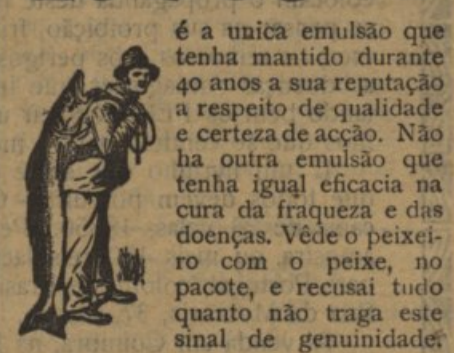 é a unica emulsão que
tenha mantido durante
40 anos a sua reputação
a respeito de qualidade
e certeza de acção. Não
ha outra emulsão que
tenha igual eficacia na
cura da fraqueza e das
doenças. Vêde o peixei-
ro com o peixe, no
pacote, e recusai tudo
quanto não traga este
sinal de genuinidade.